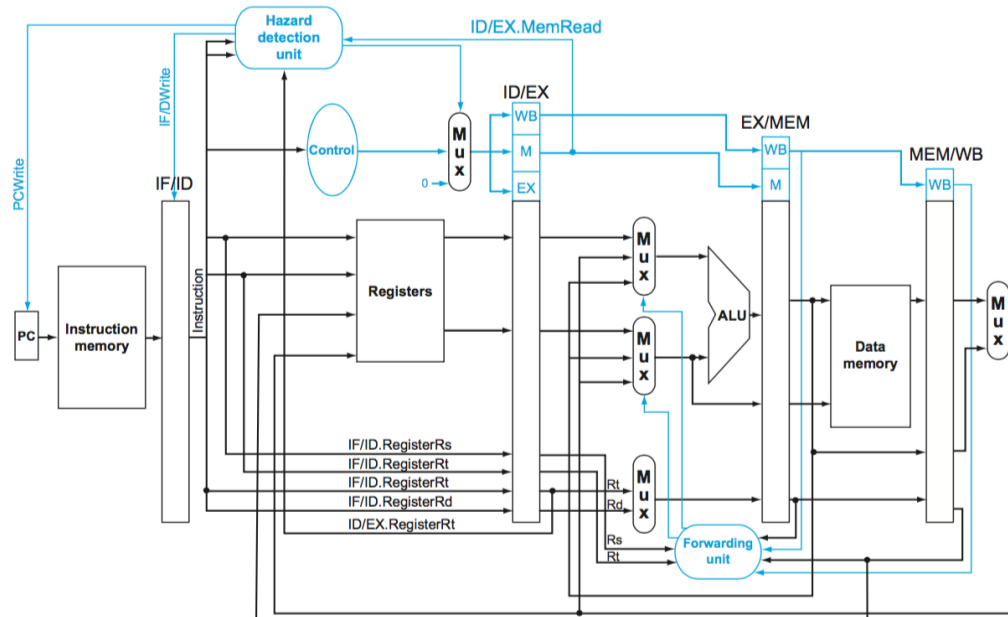 Hazard
detection
unit
ID/EX.MemRead
ID/EX
WB
M
EX
EX/MEM
WB
M
MEM/WB
WB
Control
M
u
x
0
PCWrite
IF/DWrite
IF/ID
Instruction
PC
Instruction
memory
Registers
M
u
x
M
u
x
ALU
Data
memory
M
u
x
IF/ID.RegisterRs
IF/ID.RegisterRt
IF/ID.RegisterRt
IF/ID.RegisterRd
ID/EX.RegisterRt
Rt
Rd
M
u
x
Rs
Rt
Forwarding
unit